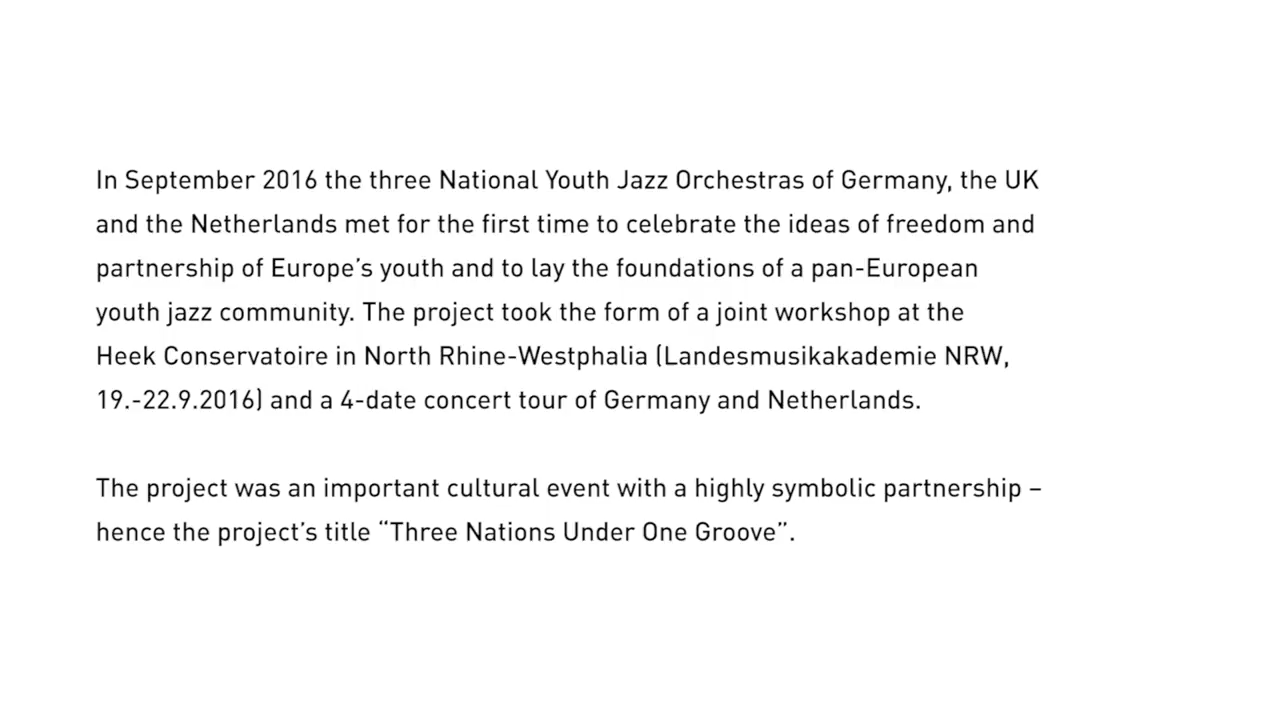 In September 2016 the three National Youth Jazz Orchestras of Germany, the UK
and the Netherlands met for the first time to celebrate the ideas of freedom and
partnership of Europe’s youth and to lay the foundations of a pan-European
youth jazz community. The project took the form of a joint workshop at the
Heek Conservatoire in North Rhine-Westphalia (Landesmusikakademie NRW,
19.-22.9.2016) and a 4-date concert tour of Germany and Netherlands.
The project was an important cultural event with a highly symbolic partnership –
hence the project’s title “Three Nations Under One Groove”.